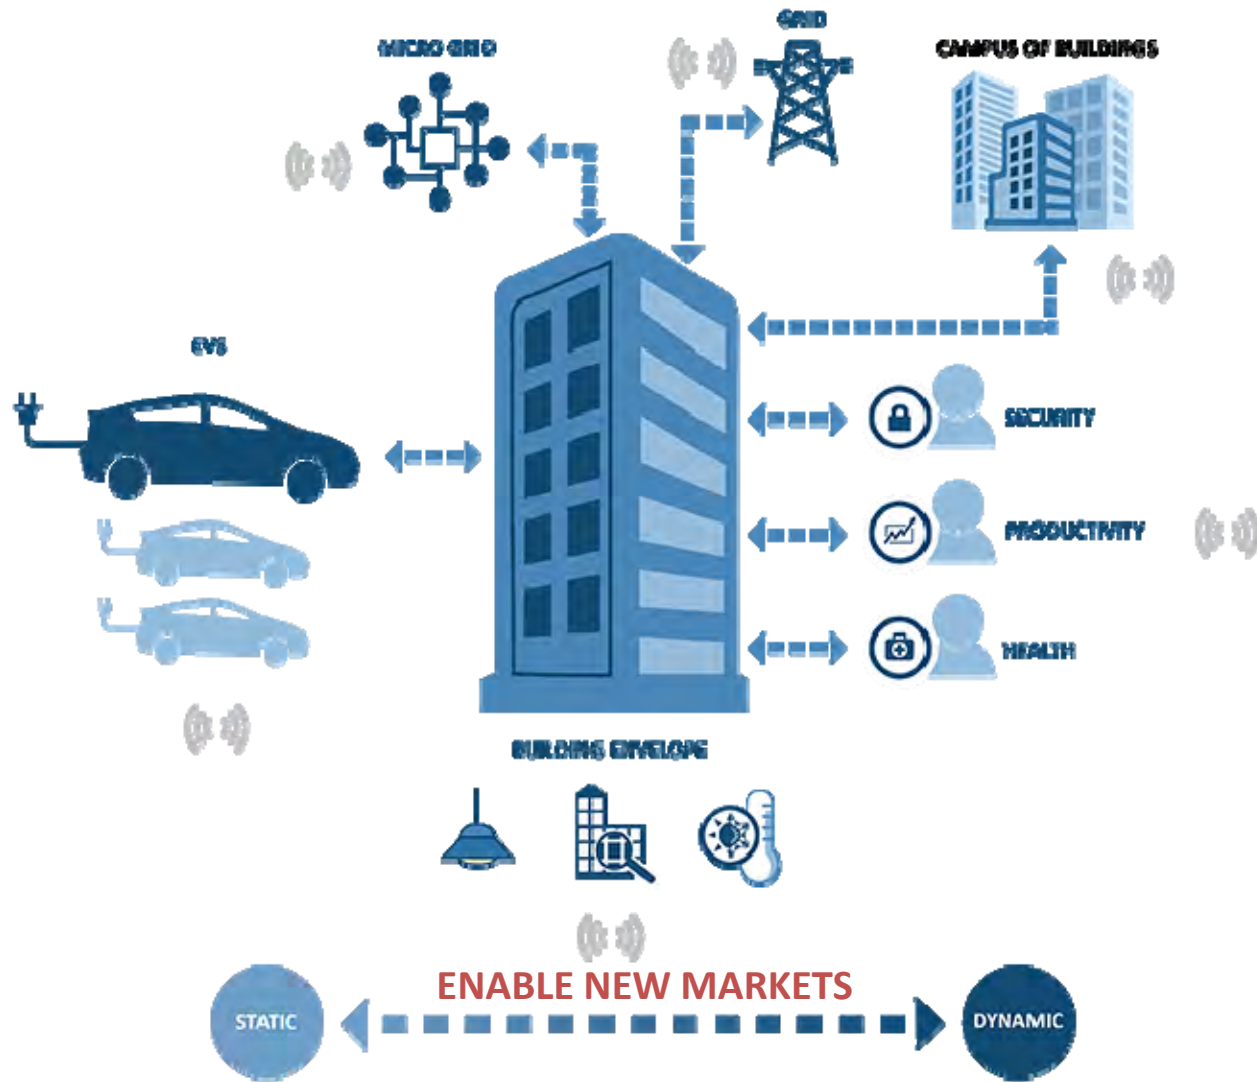 GRID
MICRO GRID
CAMPUS OF BUILDINGS
EVS
SECURITY
PRODUCTIVITY
HEALTH
BUILDING ENVELOPE
ENABLE NEW MARKETS
STATIC
DYNAMIC